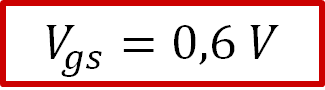 V_gs = 0,6 V